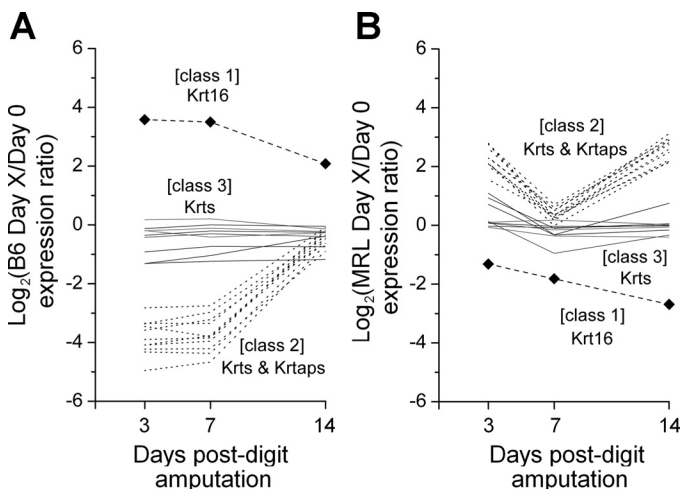 A
6
4
2
0
-2
-4
-6
Log2(B6 Day X/Day 0
expression ratio)
[class 1]
Krt16
[class 3]
Krts
[class 2]
Krts & Krtaps
3
7
14
Days post-digit
amputation
B
6
4
2
0
-2
-4
-6
Log2(MRL Day X/Day 0
expression ratio)
[class 2]
Krts & Krtaps
[class 3]
Krts
[class 1]
Krt16
3
7
14
Days post-digit
amputation